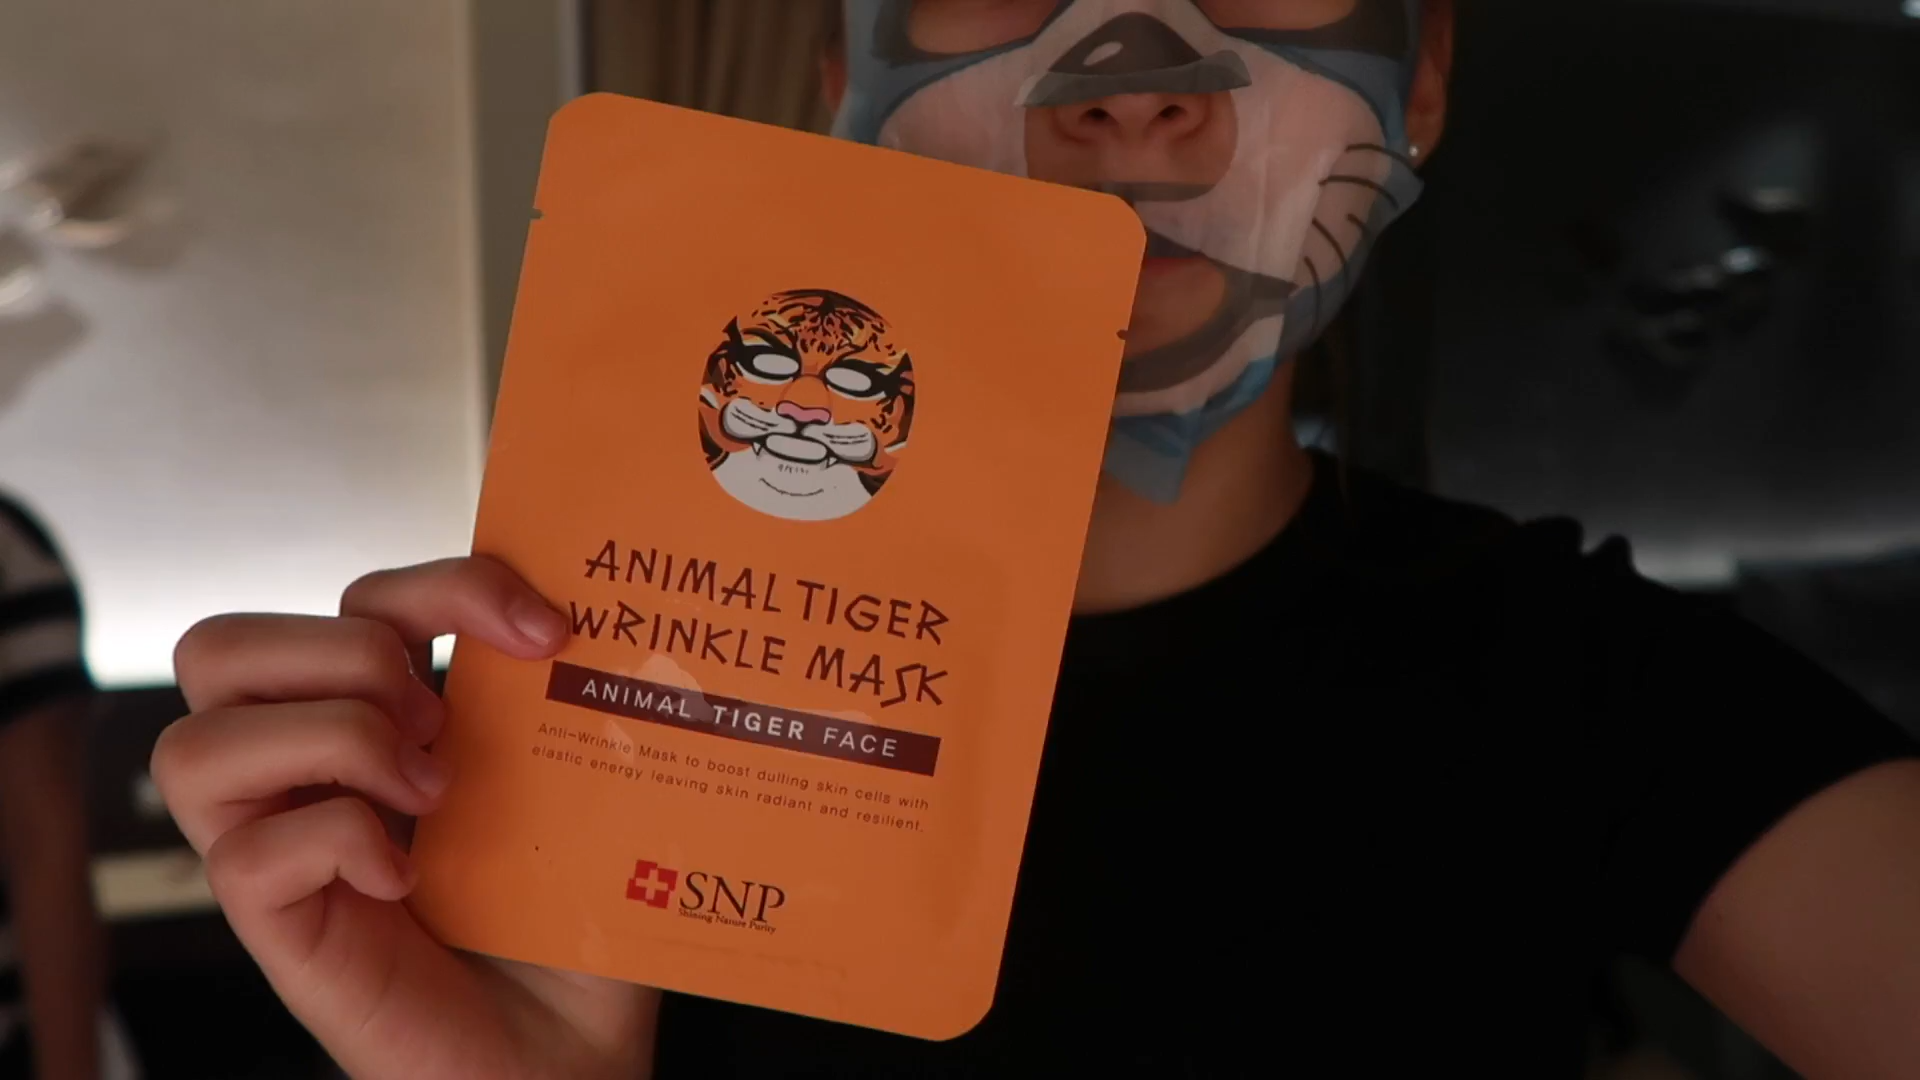 ANIMAL TIGER
WRINKLE MASK
ANIMAL TIGER FACE
Anti-Wrinkle Mask to boost dulling skin cells with
elastic energy leaving skin radiant and resilient.
SNP
Shining Nature Purity